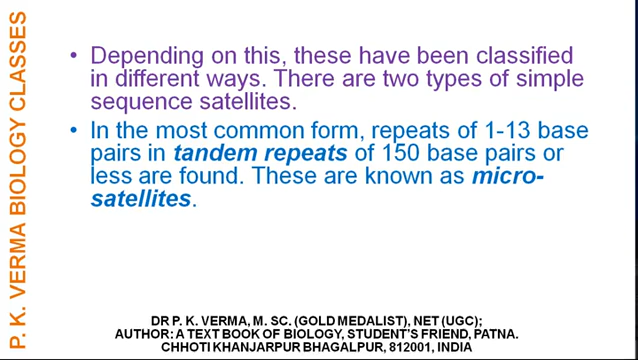 P. K. VERMA BIOLOGY CLASSES
• Depending on this, these have been classified
in different ways. There are two types of simple
sequence satellites.
• In the most common form, repeats of 1-13 base
pairs in tandem repeats of 150 base pairs or
less are found. These are known as micro-
satellites.
DR P. K. VERMA, M. SC. (GOLD MEDALIST), NET (UGC);
AUTHOR: A TEXT BOOK OF BIOLOGY, STUDENT'S FRIEND, PATNA.
CHHOTI KHANJARPUR BHAGALPUR, 812001, INDIA